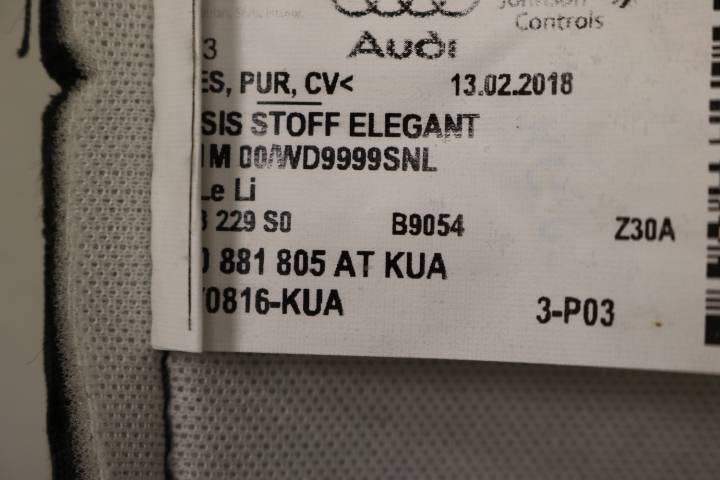 Controls
Audi
3
ES, PUR, CV< 13.02.2018
SIS STOFF ELEGANT
M 00/WD9999SNL
Le Li
229 S0 B9054 Z30A
881 805 AT KUA
0816-KUA 3-P03